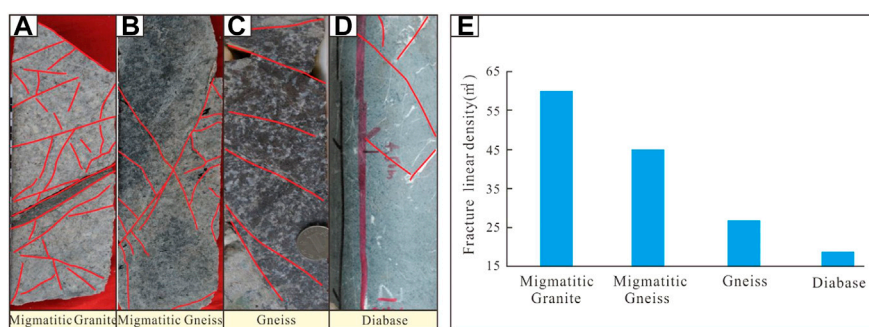 A
B
C
D
E
Migmatitic Granite
Migmatitic Gneiss
Gneiss
Diabase
Fracture linear density(m⁻¹)
65
55
45
35
25
15
Migmatitic
Granite
Migmatitic
Gneiss
Gneiss
Diabase